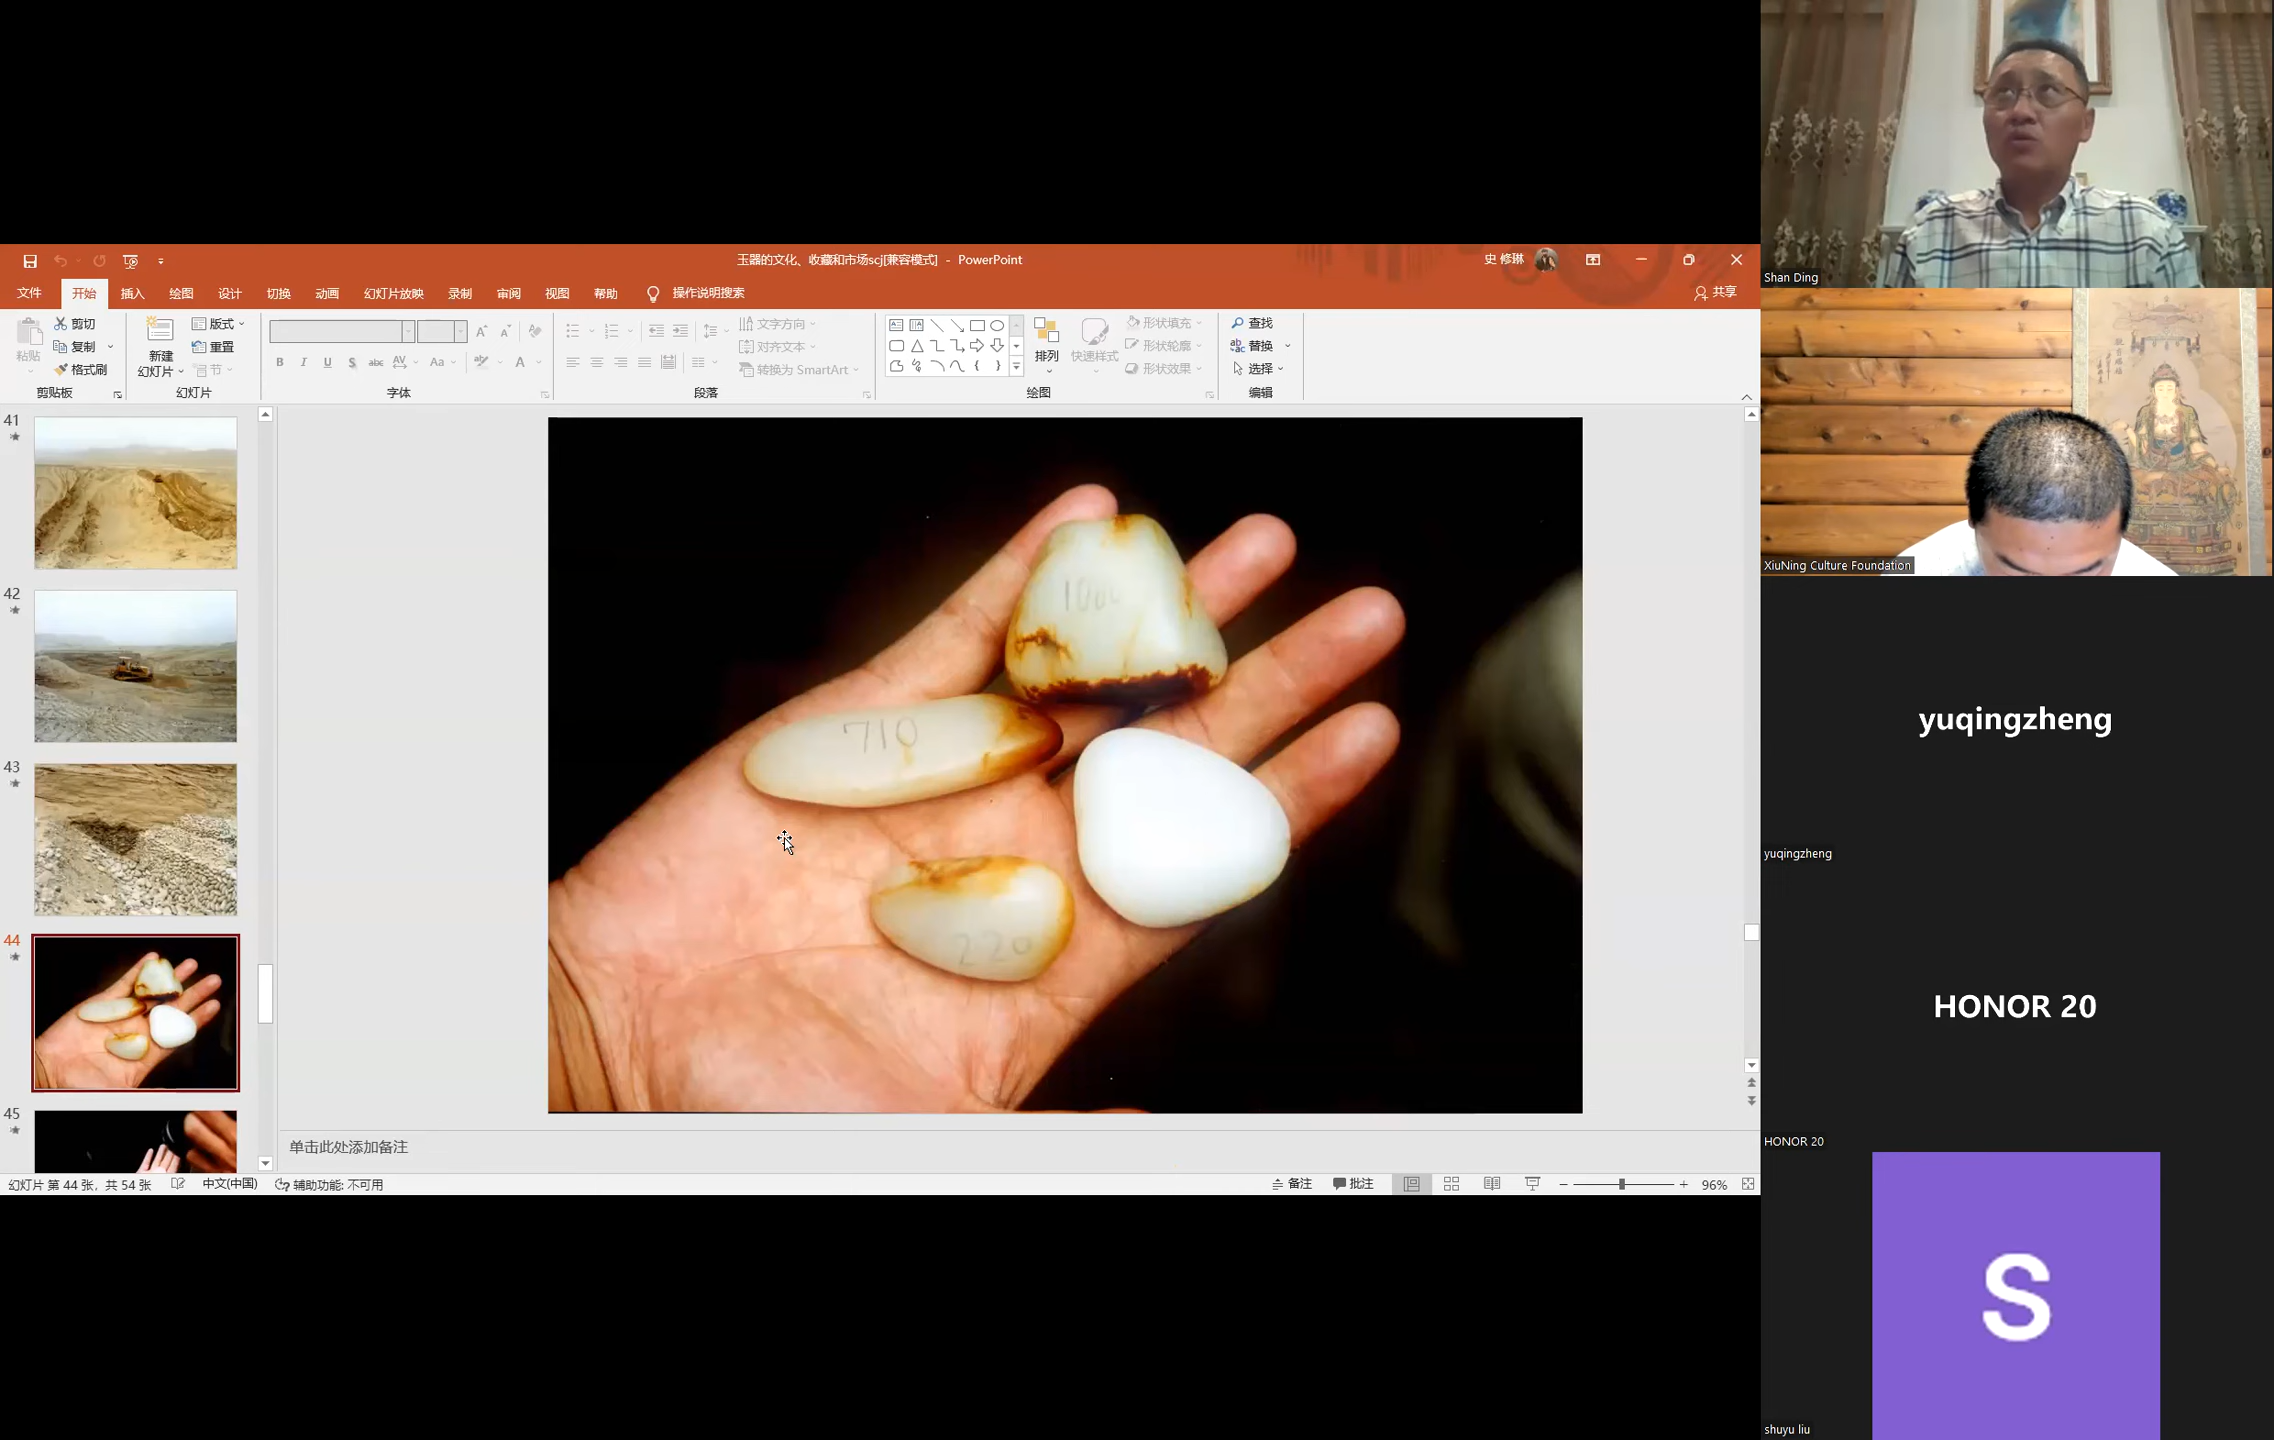 玉器的文化、收藏和市场scj[兼容模式] - PowerPoint
史 修琳
文件 开始 插入 绘图 设计 切换 动画 幻灯片放映 录制 审阅 视图 帮助 操作说明搜索 共享
粘贴
剪切
复制
格式刷
剪贴板
新建
幻灯片
版式
重置
节
幻灯片
B I U S abc AV Aa A
字体
文字方向
对齐文本
转换为 SmartArt
段落
排列
快速样式
形状填充
形状轮廓
形状效果
绘图
查找
替换
选择
编辑
41
42
43
44
45
710
220
单击此处添加备注
幻灯片 第 44 张，共 54 张 中文(中国) 辅助功能: 不可用 备注 批注 96%
Shan Ding
XiuNing Culture Foundation
yuqingzheng
yuqingzheng
HONOR 20
HONOR 20
S
shuyu liu